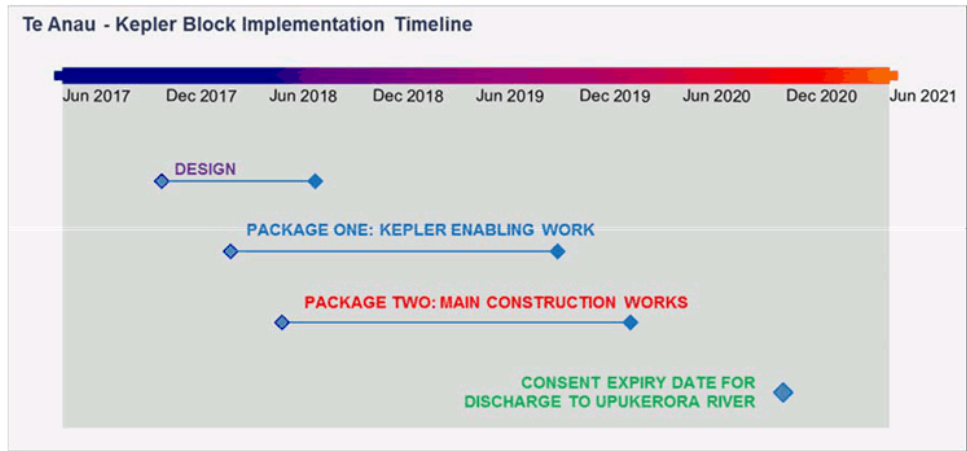 Te Anau - Kepler Block Implementation Timeline
Jun 2017 Dec 2017 Jun 2018 Dec 2018 Jun 2019 Dec 2019 Jun 2020 Dec 2020 Jun 2021
DESIGN
PACKAGE ONE: KEPLER ENABLING WORK
PACKAGE TWO: MAIN CONSTRUCTION WORKS
CONSENT EXPIRY DATE FOR
DISCHARGE TO UPUKERORA RIVER